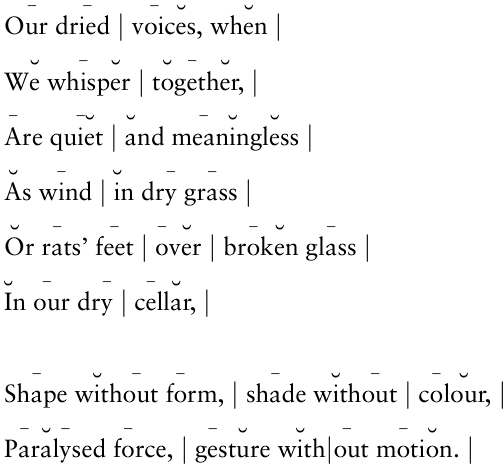 Our dried | voices, when |
We whisper | together, |
Are quiet | and meaningless |
As wind | in dry grass |
Or rats’ feet | over | broken glass |
In our dry | cellar, |
Shape without form, | shade without | colour, |
Paralysed force, | gesture with|out motion. |